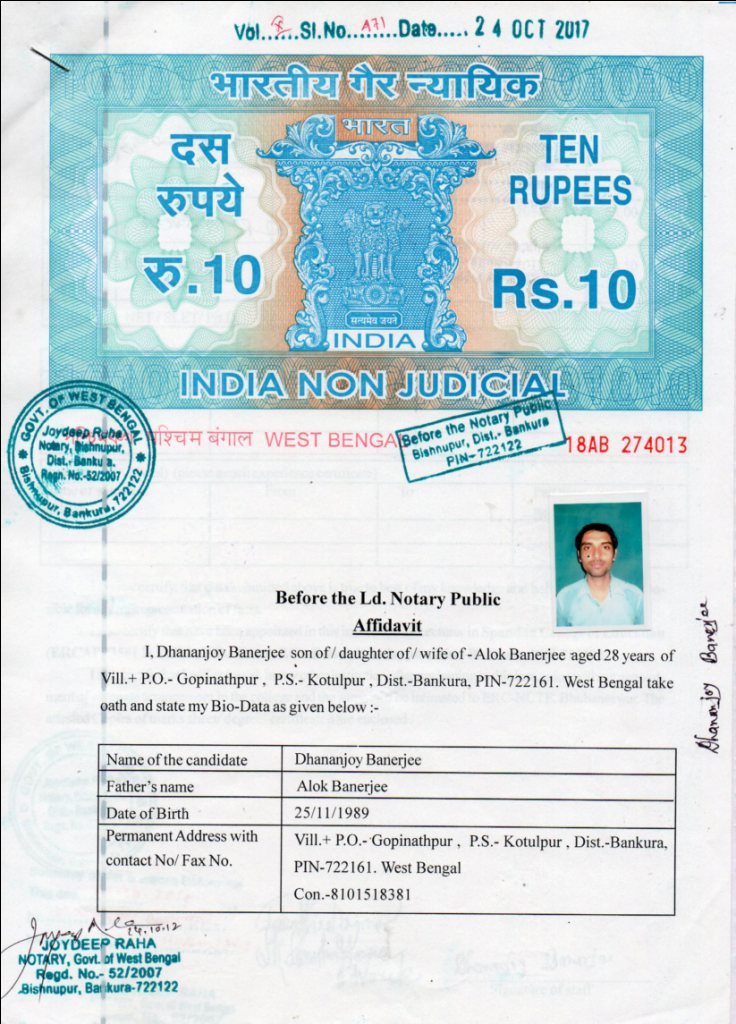 Vol.......Sl.No. A71 Date..... 24 OCT 2017
भारतीय गैर न्यायिक
भारत
दस
रुपये
रु.10
TEN
RUPEES
Rs.10
सत्यमेव जयते
INDIA
INDIA NON JUDICIAL
पश्चिम बंगाल WEST BENGAL
18AB 274013
GOVT. OF WEST BENGAL
Joydeep Raha
Notary, Bishnupur,
Dist.- Bankura.
Regn. No.-52/2007
Bishnupur, Bankura, 722122
Before the Notary Public
Bishnupur, Dist.- Bankura
PIN-722122
Before the Ld. Notary Public
Affidavit
I, Dhananjoy Banerjee son of / daughter of / wife of - Alok Banerjee aged 28 years of
Vill.+ P.O.- Gopinathpur , P.S.- Kotulpur , Dist.-Bankura, PIN-722161. West Bengal take
oath and state my Bio-Data as given below :-
Dhananjoy Banerjee
Name of the candidate Dhananjoy Banerjee
Father's name Alok Banerjee
Date of Birth 25/11/1989
Permanent Address with Vill.+ P.O.- Gopinathpur , P.S.- Kotulpur , Dist.-Bankura,
contact No/ Fax No. PIN-722161. West Bengal
Con.-8101518381
24.10.12
JOYDEEP RAHA
NOTARY, Govt. of West Bengal
Regd. No.- 52/2007
Bishnupur, Bankura-722122